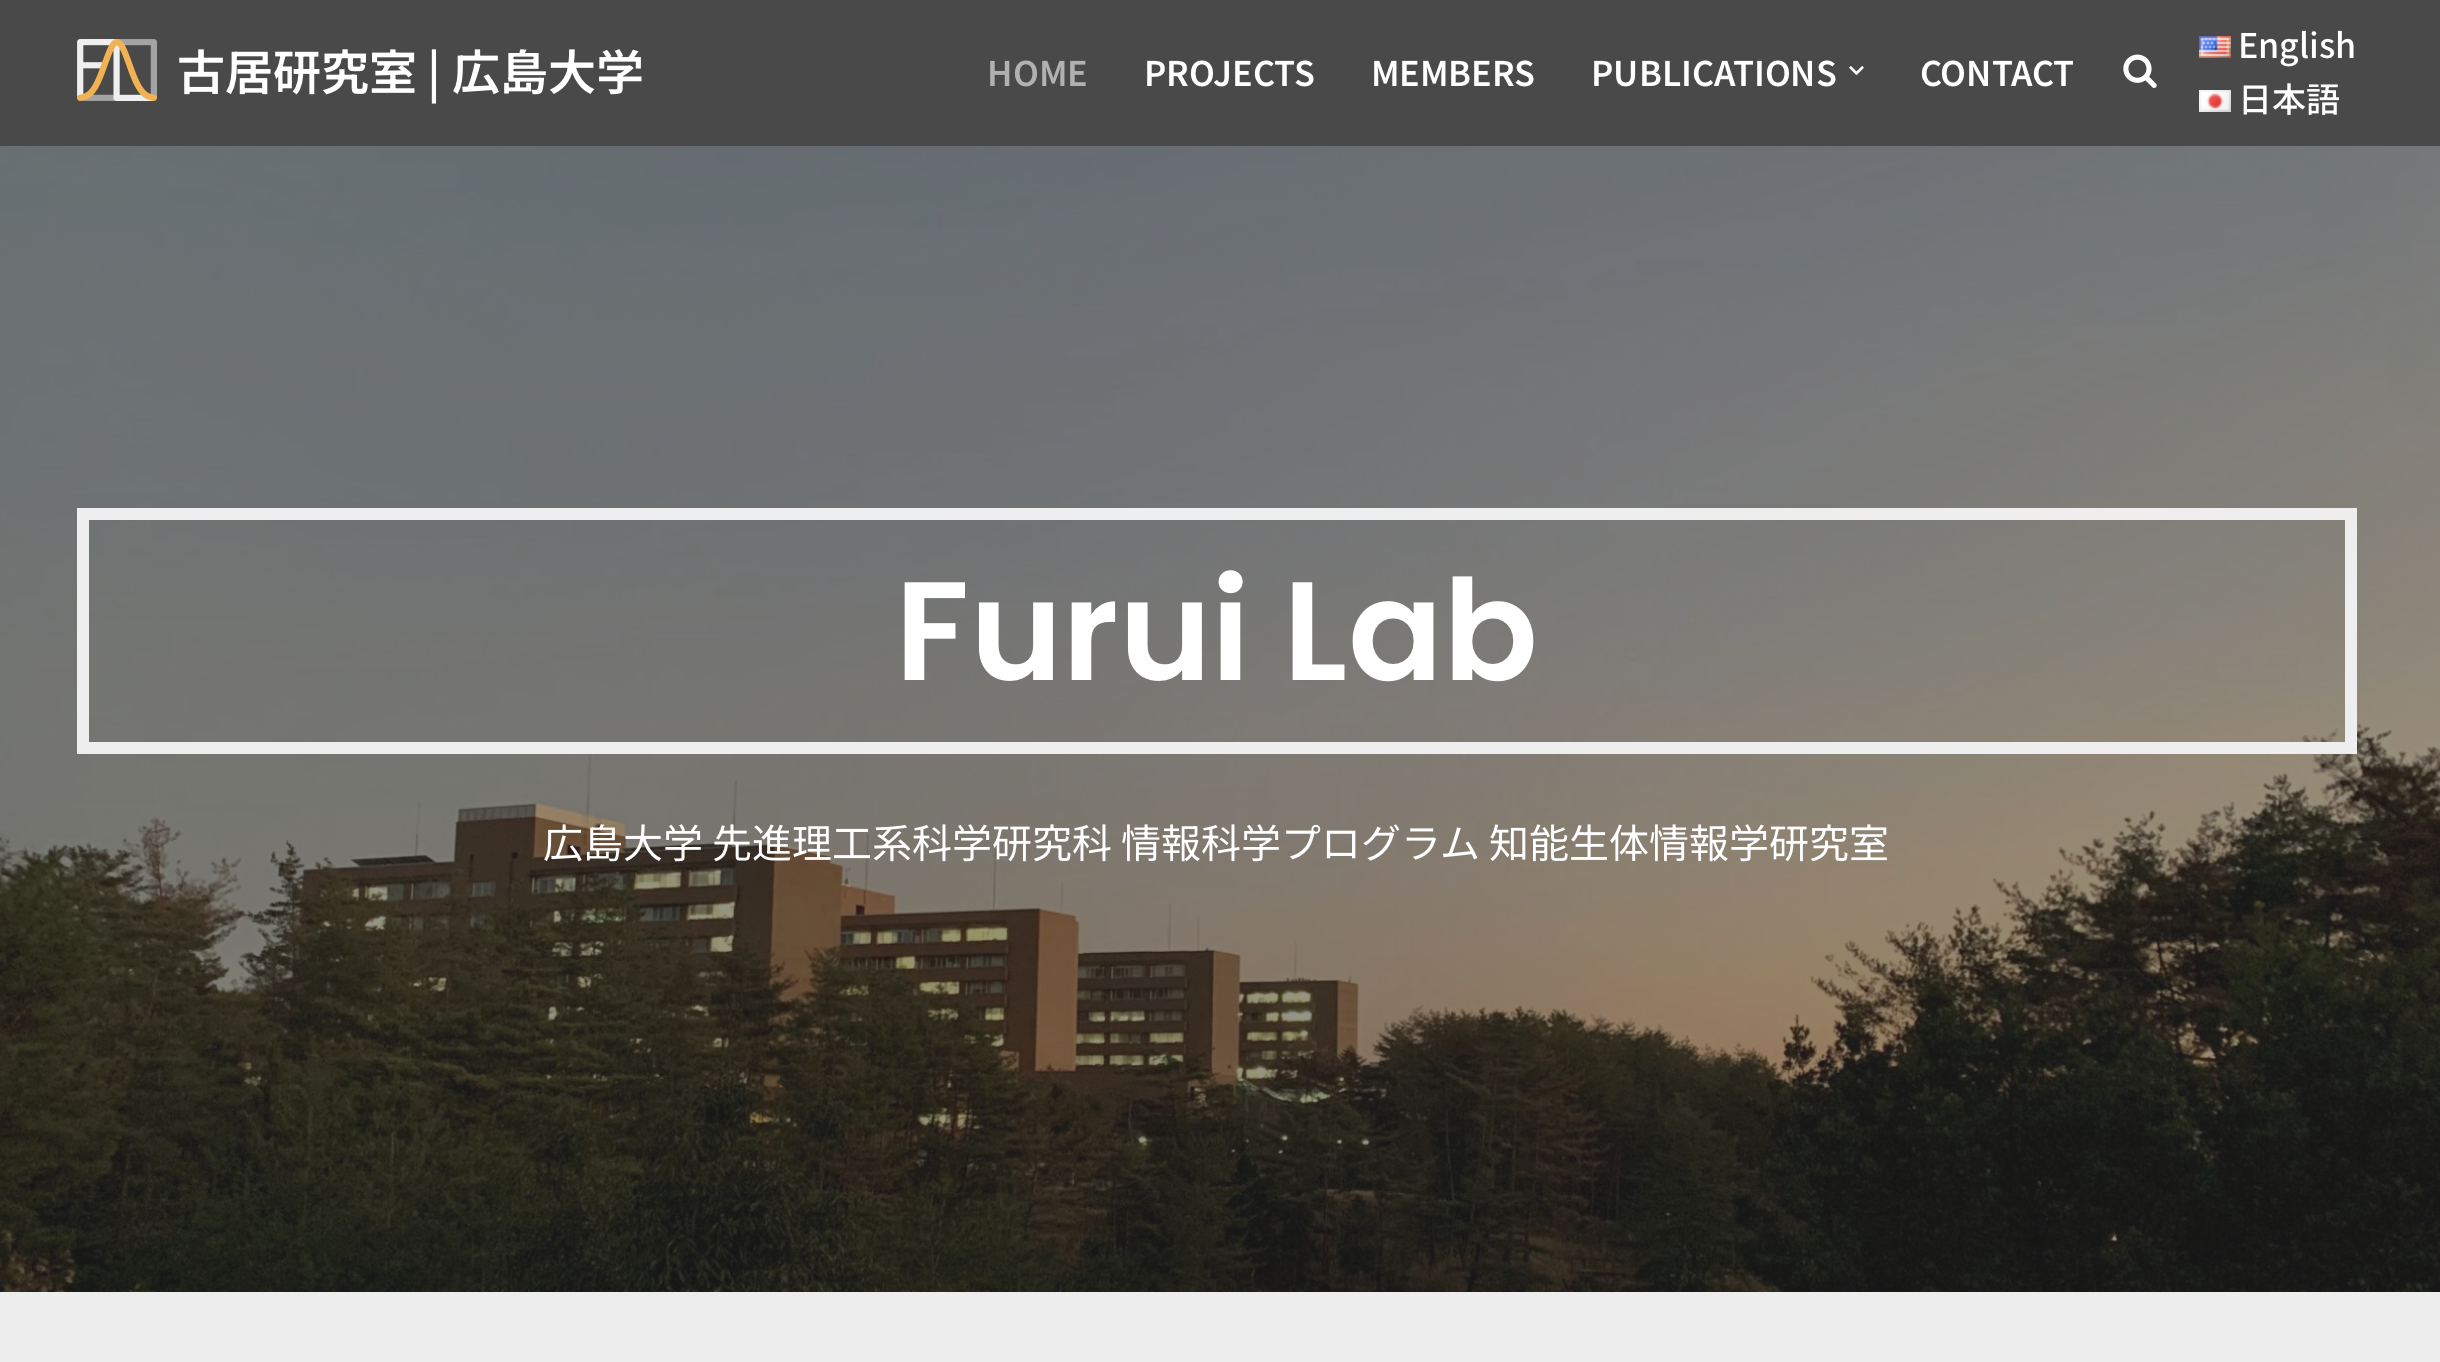 古居研究室 | 広島大学
HOME
PROJECTS
MEMBERS
PUBLICATIONS
CONTACT
English
日本語
Furui Lab
広島大学 先進理工系科学研究科 情報科学プログラム 知能生体情報学研究室